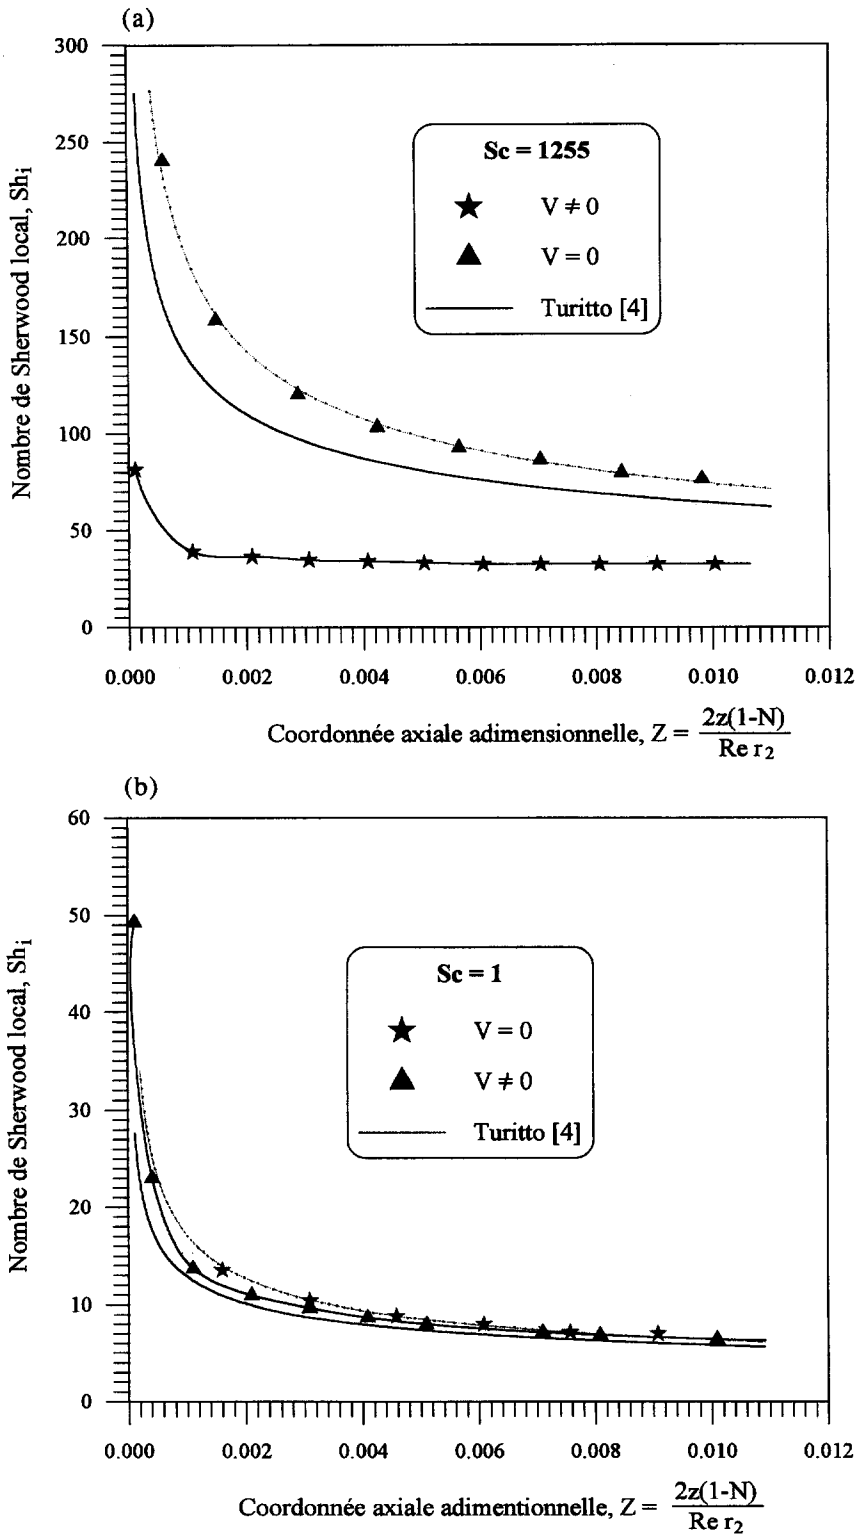 (a)
300
250
200
150
100
50
0
Nombre de Sherwood local, Shi
Sc = 1255
V ≠ 0
V = 0
Turitto [4]
0.000 0.002 0.004 0.006 0.008 0.010 0.012
Coordonnée axiale adimensionnelle, Z = 2z(1-N)
Re r2
(b)
60
50
40
30
20
10
0
Nombre de Sherwood local, Shi
Sc = 1
V = 0
V ≠ 0
Turitto [4]
0.000 0.002 0.004 0.006 0.008 0.010 0.012
Coordonnée axiale adimentionnelle, Z = 2z(1-N)
Re r2